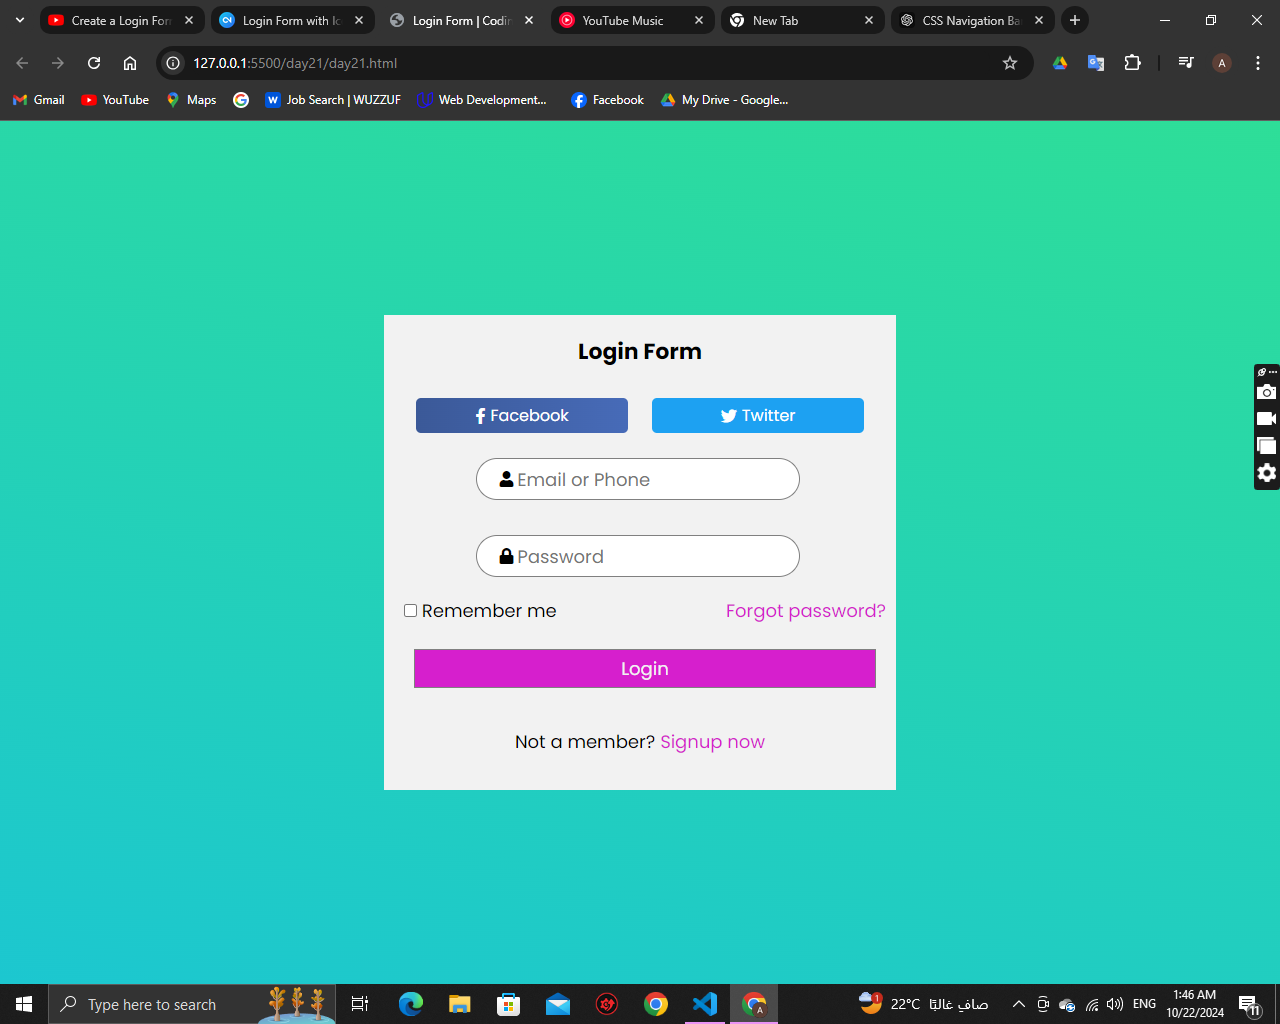 Create a Login For
Login Form with Ic
Login Form | Codin
YouTube Music
New Tab
CSS Navigation Ba
127.0.0.1:5500/day21/day21.html
A
Gmail
YouTube
Maps
Job Search | WUZZUF
Web Development...
Facebook
My Drive - Google...
Login Form
Facebook
Twitter
Email or Phone
Password
Remember me
Forgot password?
Login
Not a member? Signup now
Type here to search
A
1
22°C صافٍ غالبًا
ENG
1:46 AM
10/22/2024
11